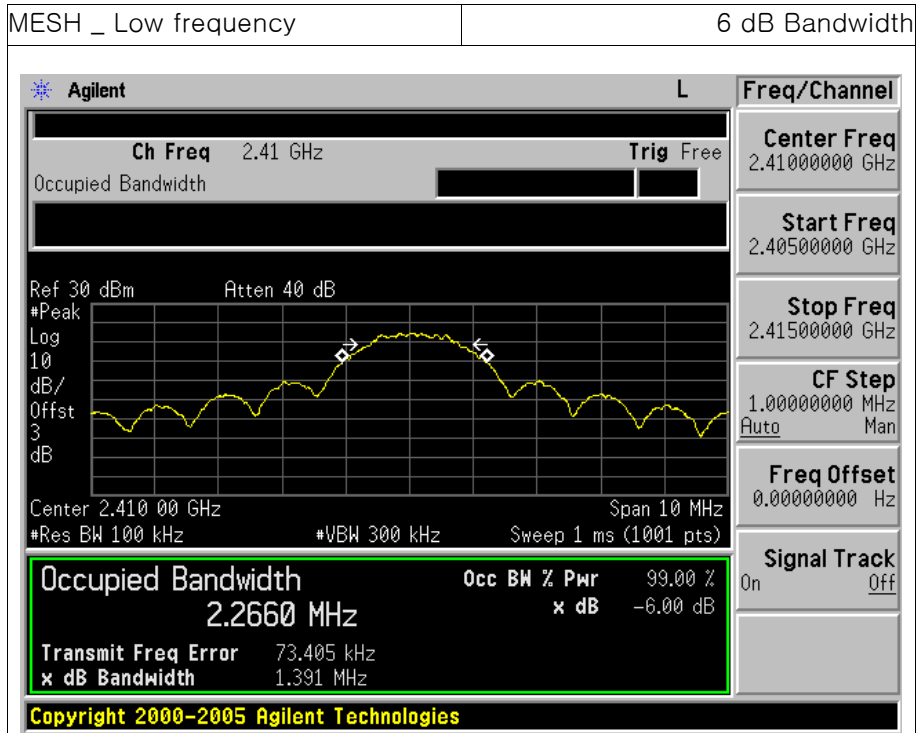 MESH _ Low frequency 6 dB Bandwidth
Agilent L Freq/Channel
Ch Freq 2.41 GHz Trig Free
Occupied Bandwidth
Center Freq
2.41000000 GHz
Start Freq
2.40500000 GHz
Stop Freq
2.41500000 GHz
CF Step
1.00000000 MHz
Auto Man
Freq Offset
0.00000000 Hz
Signal Track
On Off
Ref 30 dBm Atten 40 dB
#Peak
Log
10
dB/
Offst
3
dB
Center 2.410 00 GHz Span 10 MHz
#Res BW 100 kHz #VBW 300 kHz Sweep 1 ms (1001 pts)
Occupied Bandwidth Occ BW % Pwr 99.00 %
2.2660 MHz x dB -6.00 dB
Transmit Freq Error 73.405 kHz
x dB Bandwidth 1.391 MHz
Copyright 2000-2005 Agilent Technologies